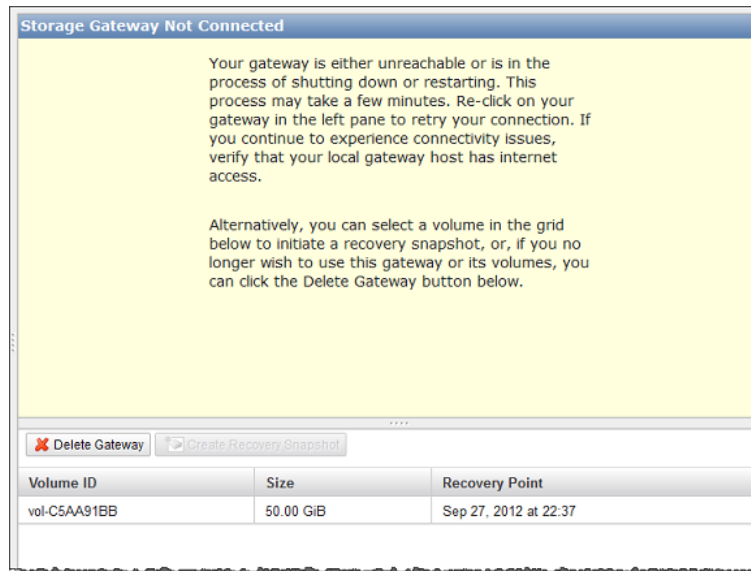 Storage Gateway Not Connected
Your gateway is either unreachable or is in the
process of shutting down or restarting. This
process may take a few minutes. Re-click on your
gateway in the left pane to retry your connection. If
you continue to experience connectivity issues,
verify that your local gateway host has internet
access.
Alternatively, you can select a volume in the grid
below to initiate a recovery snapshot, or, if you no
longer wish to use this gateway or its volumes, you
can click the Delete Gateway button below.
Delete Gateway Create Recovery Snapshot
Volume ID Size Recovery Point
vol-C5AA91BB 50.00 GiB Sep 27, 2012 at 22:37